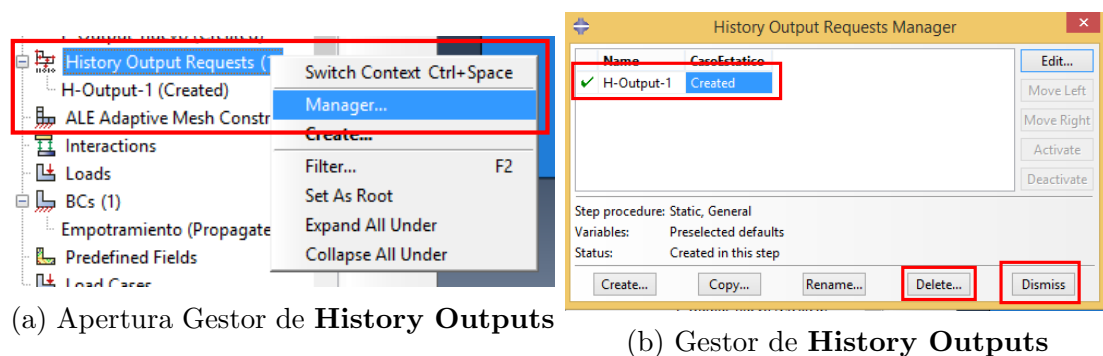 History Output Requests (1
H-Output-1 (Created)
ALE Adaptive Mesh Constr
Interactions
Loads
BCs (1)
Empotramiento (Propagate
Predefined Fields
Load Cases
Switch Context Ctrl+Space
Manager...
Create...
Filter... F2
Set As Root
Expand All Under
Collapse All Under
(a) Apertura Gestor de History Outputs
History Output Requests Manager
Name CasoEstatico
H-Output-1 Created
Edit...
Move Left
Move Right
Activate
Deactivate
Step procedure: Static, General
Variables: Preselected defaults
Status: Created in this step
Create... Copy... Rename... Delete... Dismiss
(b) Gestor de History Outputs